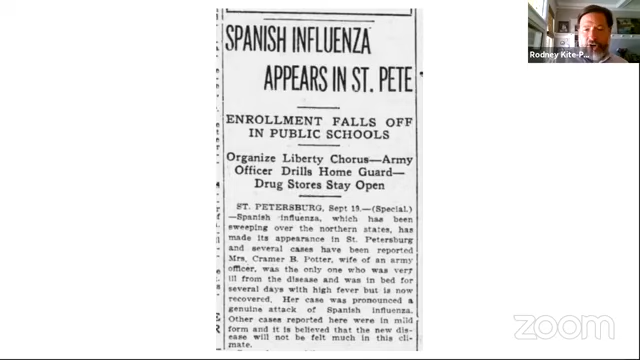 SPANISH INFLUENZA
APPEARS IN ST. PETE
ENROLLMENT FALLS OFF
IN PUBLIC SCHOOLS
Organize Liberty Chorus—Army
Officer Drills Home Guard—
Drug Stores Stay Open
ST. PETERSBURG, Sept 19.—(Special.)
—Spanish influenza, which has been
sweeping over the northern states, has
made its appearance in St. Petersburg
and several cases have been reported
Mrs. Cramer B. Potter, wife of an army
officer, was the only one who was very
ill from the disease and was in bed for
several days with high fever but is now
recovered. Her case was pronounced a
genuine attack of Spanish influenza.
Other cases reported here were in mild
form and it is believed that the new dis-
ease will not be felt much in this cli-
mate.
Rodney Kite-P...
zoom